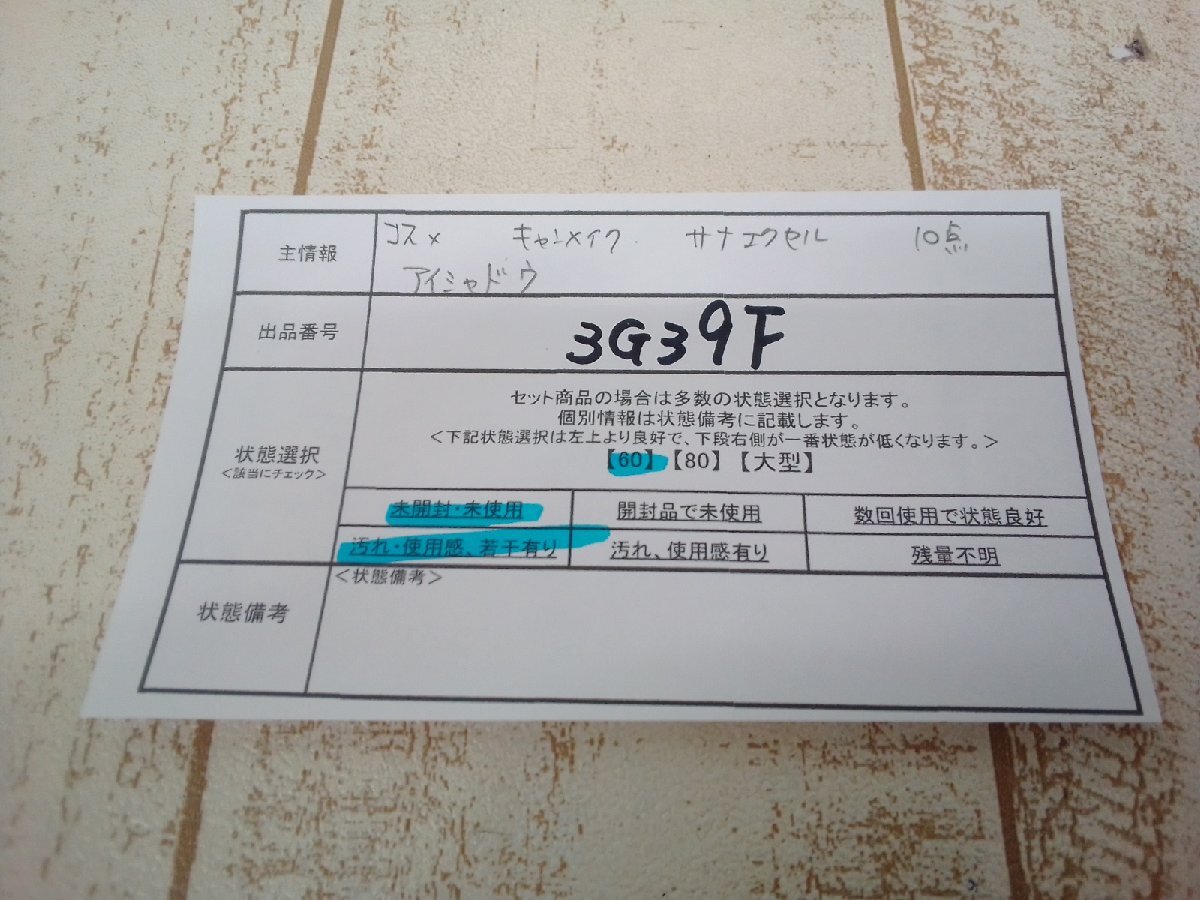 主情報
コスメ キャンメイク サナエクセル 10点
アイシャドウ
出品番号
3G39F
状態選択
<該当にチェック>
セット商品の場合は多数の状態選択となります。
個別情報は状態備考に記載します。
<下記状態選択は左上より良好で、下段右側が一番状態が低くなります。>
【60】【80】【大型】
未開封・未使用 開封品で未使用 数回使用で状態良好
汚れ・使用感、若干有り 汚れ、使用感有り 残量不明
状態備考
<状態備考>